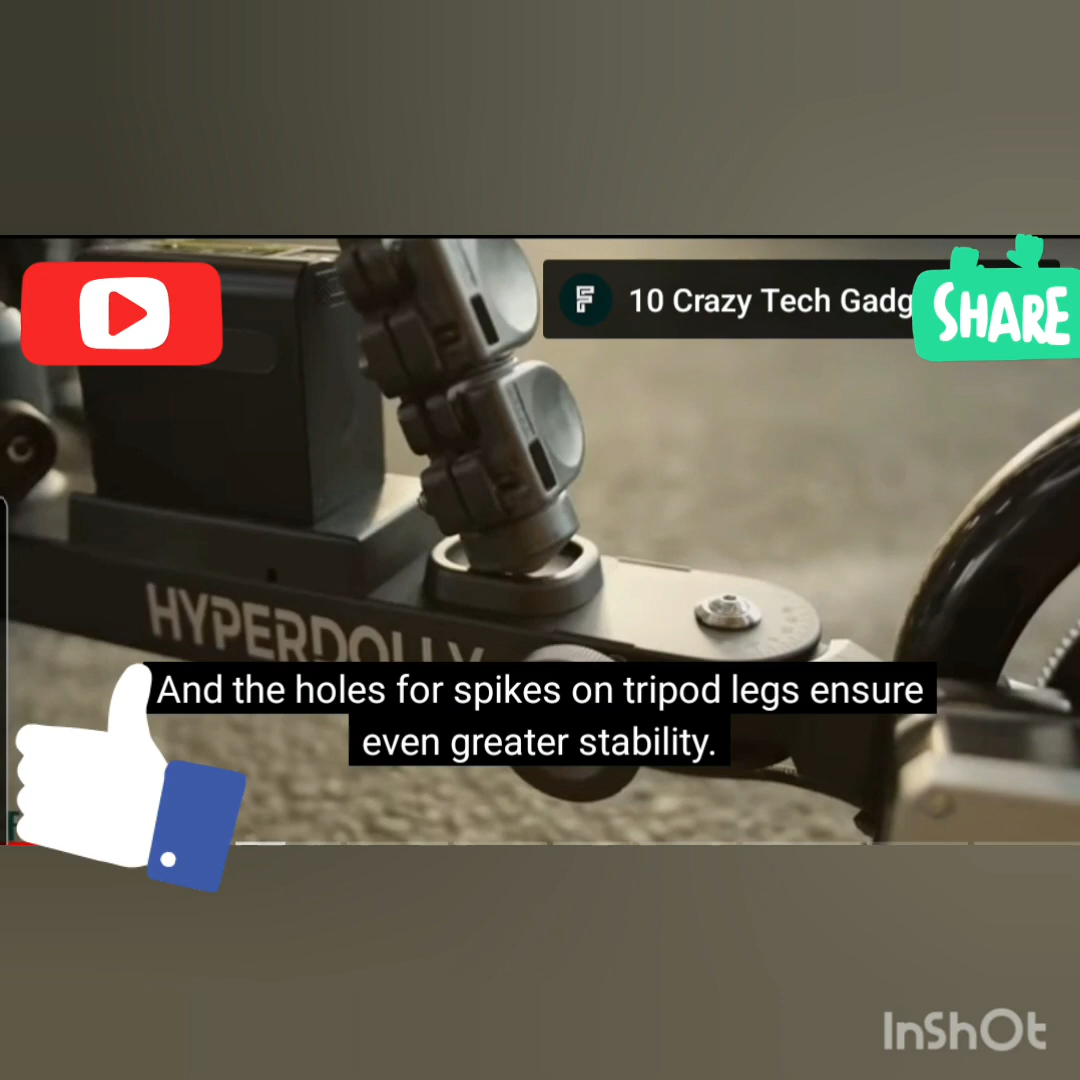 10 Crazy Tech Gadg
SHARE
HYPERDOLLY
And the holes for spikes on tripod legs ensure
even greater stability.
InShOt